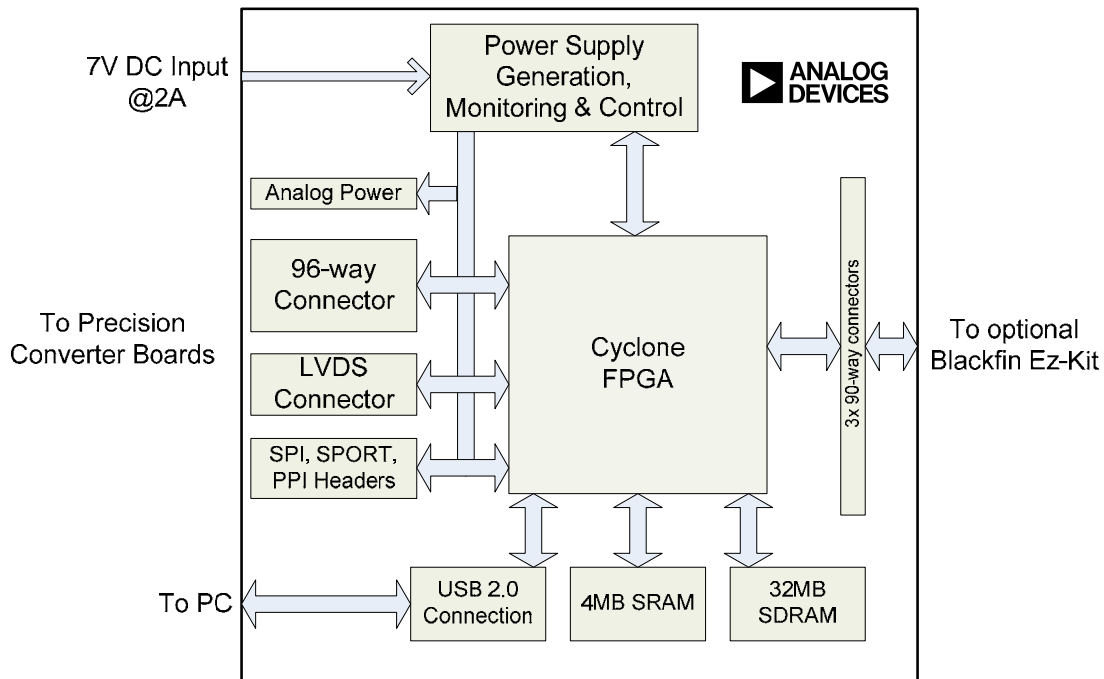 7V DC Input
@2A
Power Supply
Generation,
Monitoring & Control
ANALOG
DEVICES
Analog Power
96-way
Connector
To Precision
Converter Boards
LVDS
Connector
SPI, SPORT,
PPI Headers
Cyclone
FPGA
3x 90-way connectors
To optional
Blackfin Ez-Kit
To PC
USB 2.0
Connection
4MB SRAM
32MB
SDRAM